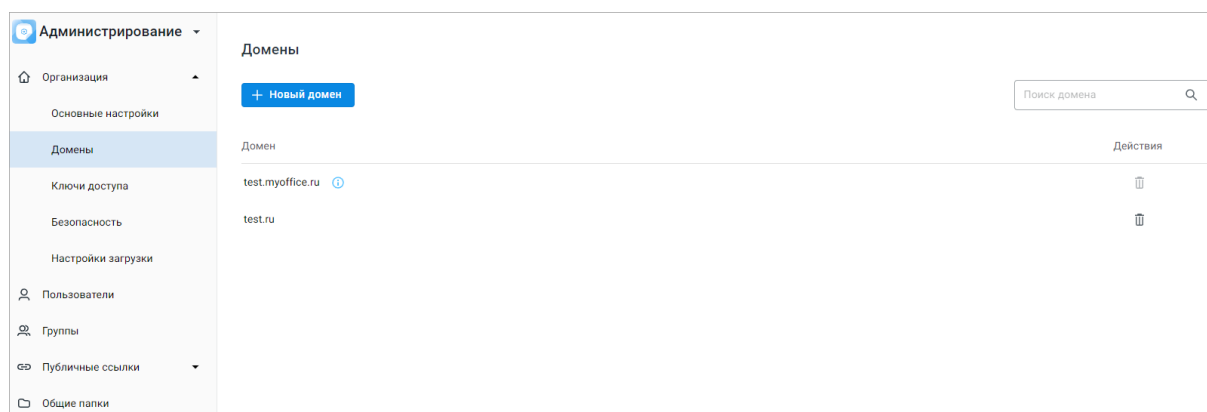 Администрирование
Организация
Основные настройки
Домены
Ключи доступа
Безопасность
Настройки загрузки
Пользователи
Группы
Публичные ссылки
Общие папки
Домены
+ Новый домен
Поиск домена
Домен Действия
test.myoffice.ru
test.ru